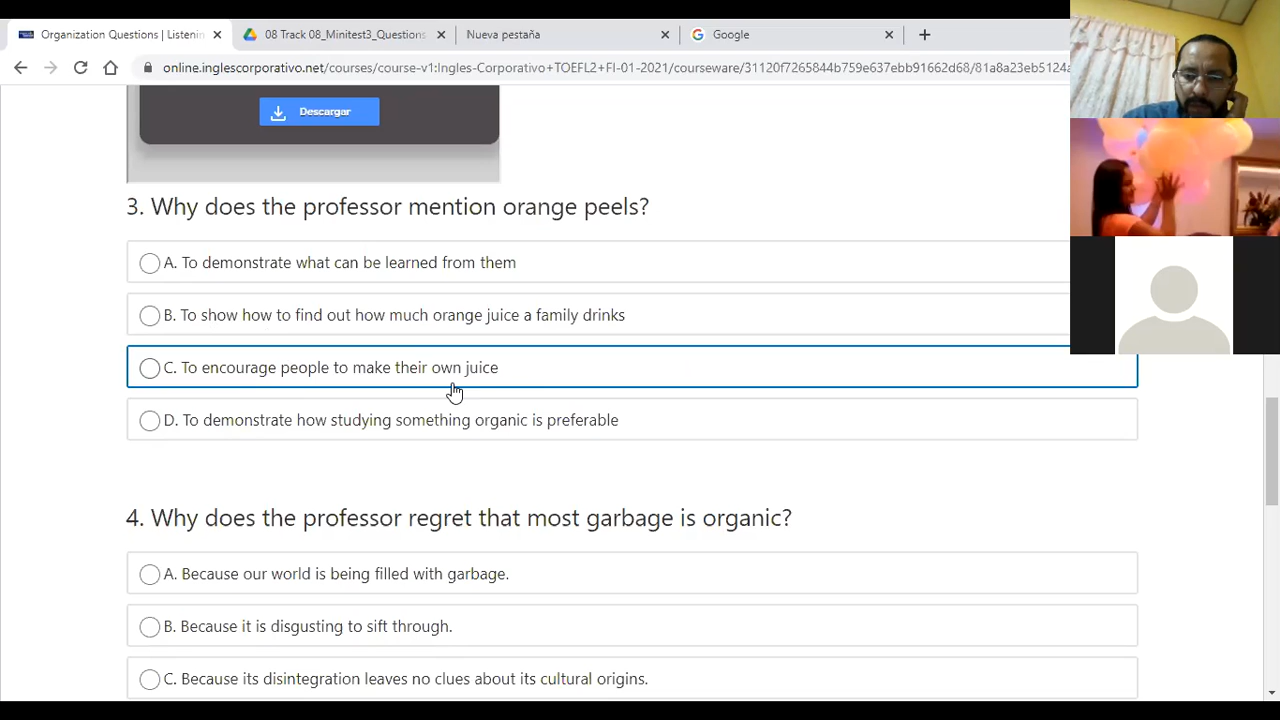 Organization Questions | Listenin
08 Track 08_Minitest3_Questions
Nueva pestaña
Google
online.inglescorporativo.net/courses/course-v1:Ingles-Corporativo+TOEFL2+FI-01-2021/courseware/31120f7265844b759e637ebb91662d68/81a8a23eb5124a
Descargar
3. Why does the professor mention orange peels?
A. To demonstrate what can be learned from them
B. To show how to find out how much orange juice a family drinks
C. To encourage people to make their own juice
D. To demonstrate how studying something organic is preferable
4. Why does the professor regret that most garbage is organic?
A. Because our world is being filled with garbage.
B. Because it is disgusting to sift through.
C. Because its disintegration leaves no clues about its cultural origins.